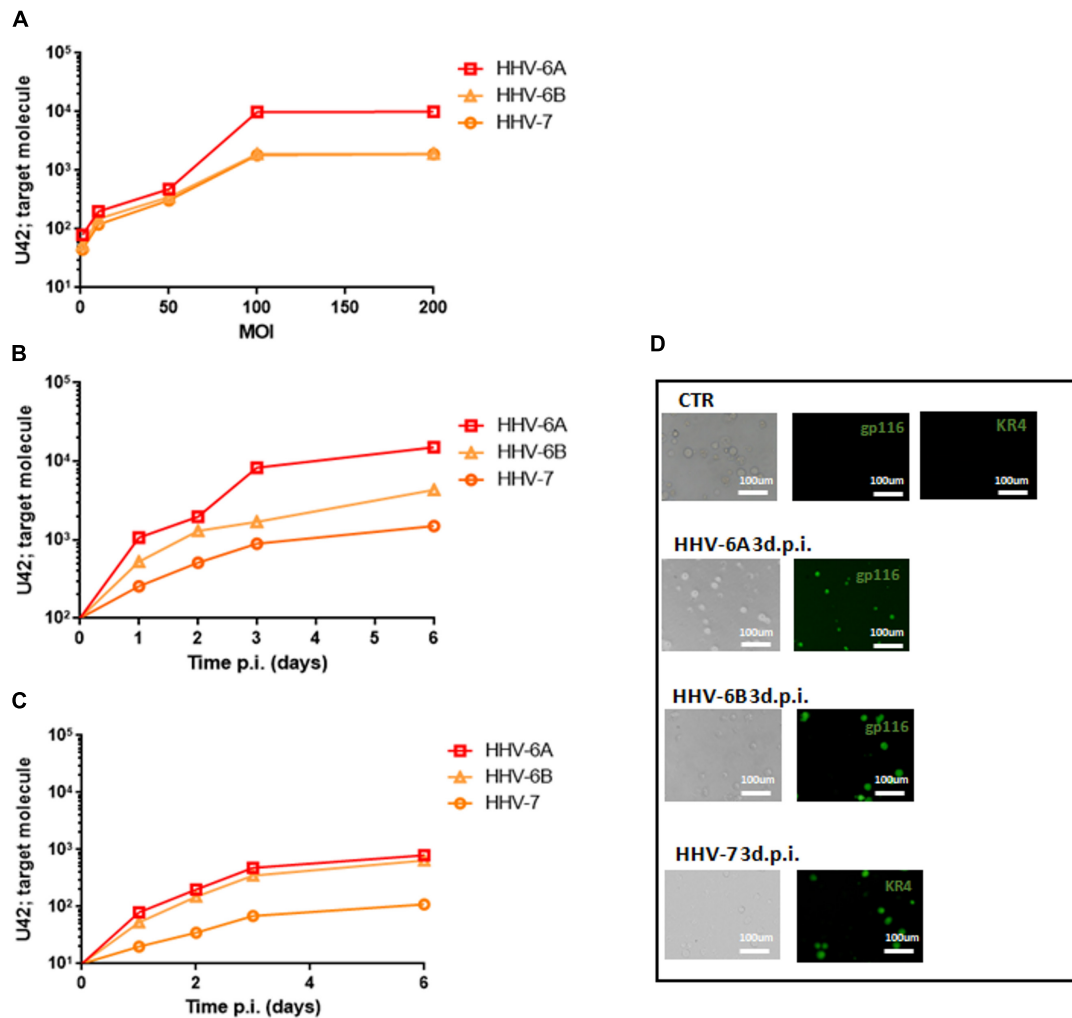 A
10⁵
10⁴
10³
10²
10¹
U42; target molecule
0 50 100 150 200
MOI
HHV-6A
HHV-6B
HHV-7
B
10⁵
10⁴
10³
10²
U42; target molecule
0 1 2 3 4 5 6
Time p.i. (days)
HHV-6A
HHV-6B
HHV-7
C
10⁵
10⁴
10³
10²
10¹
U42; target molecule
0 2 4 6
Time p.i. (days)
HHV-6A
HHV-6B
HHV-7
D
CTR
100um
gp116
100um
KR4
100um
HHV-6A 3d.p.i.
100um
gp116
100um
HHV-6B 3d.p.i.
100um
gp116
100um
HHV-7 3d.p.i.
100um
KR4
100um